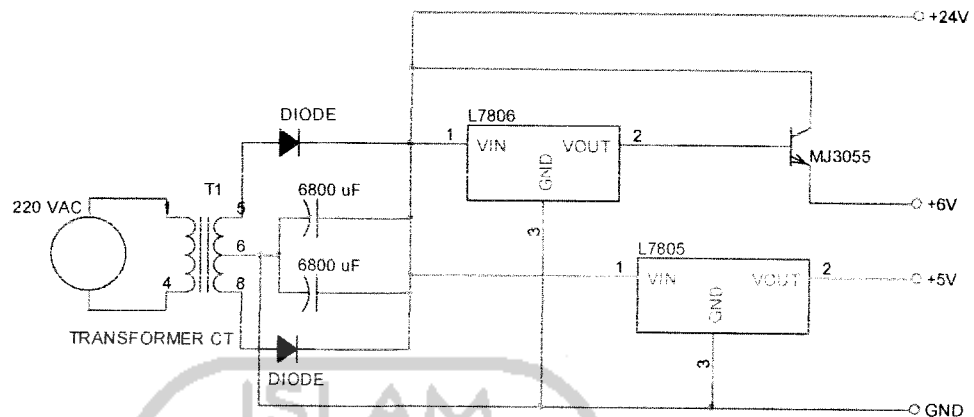 +24V
DIODE
L7806
1 VIN VOUT 2
GND
3
MJ3055
+6V
220 VAC
T1
1
4
5
6
8
6800 uF
6800 uF
TRANSFORMER CT
DIODE
L7805
1 VIN VOUT 2
GND
3
+5V
GND
ISLAM